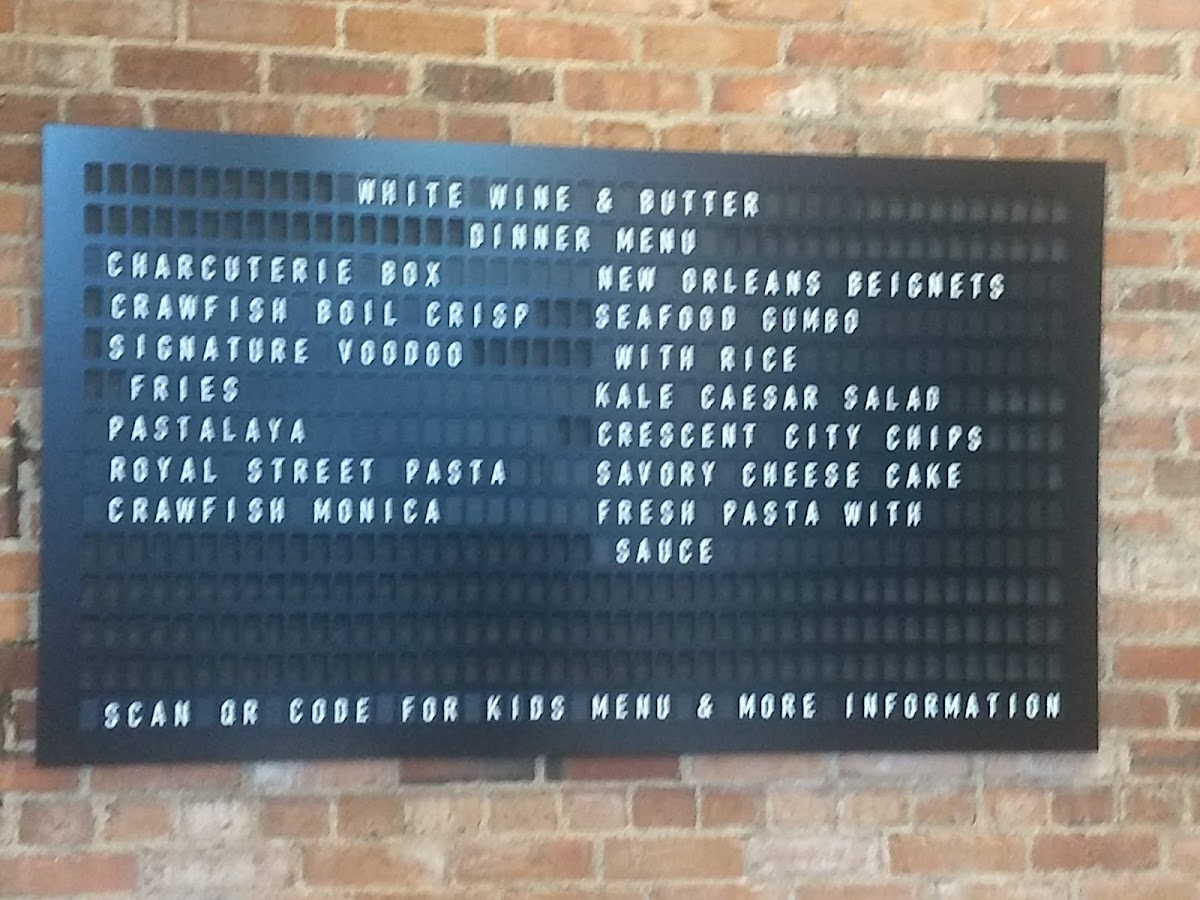 WHITE WINE & BUTTER
DINNER MENU
CHARCUTERIE BOX
CRAWFISH BOIL CRISP
SIGNATURE VOODOO
FRIES
PASTALAYA
ROYAL STREET PASTA
CRAWFISH MONICA
NEW ORLEANS BEIGNETS
SEAFOOD GUMBO
WITH RICE
KALE CAESAR SALAD
CRESCENT CITY CHIPS
SAVORY CHEESE CAKE
FRESH PASTA WITH
SAUCE
SCAN QR CODE FOR KIDS MENU & MORE INFORMATION